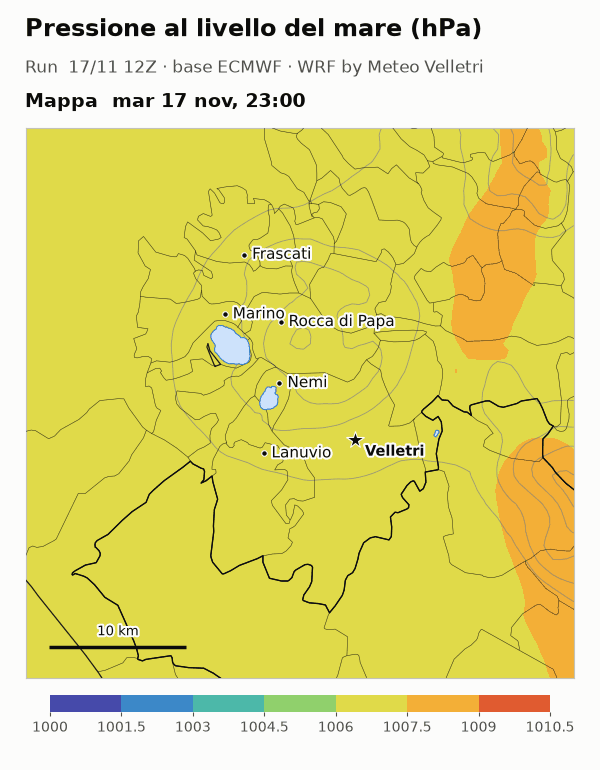 Pressione al livello del mare (hPa)
Run  17/11 12Z · base ECMWF · WRF by Meteo Velletri
Mappa  mar 17 nov, 23:00
Frascati
Marino
Rocca di Papa
Nemi
Velletri
Lanuvio
10 km
1000 1001.5 1003 1004.5 1006 1007.5 1009 1010.5